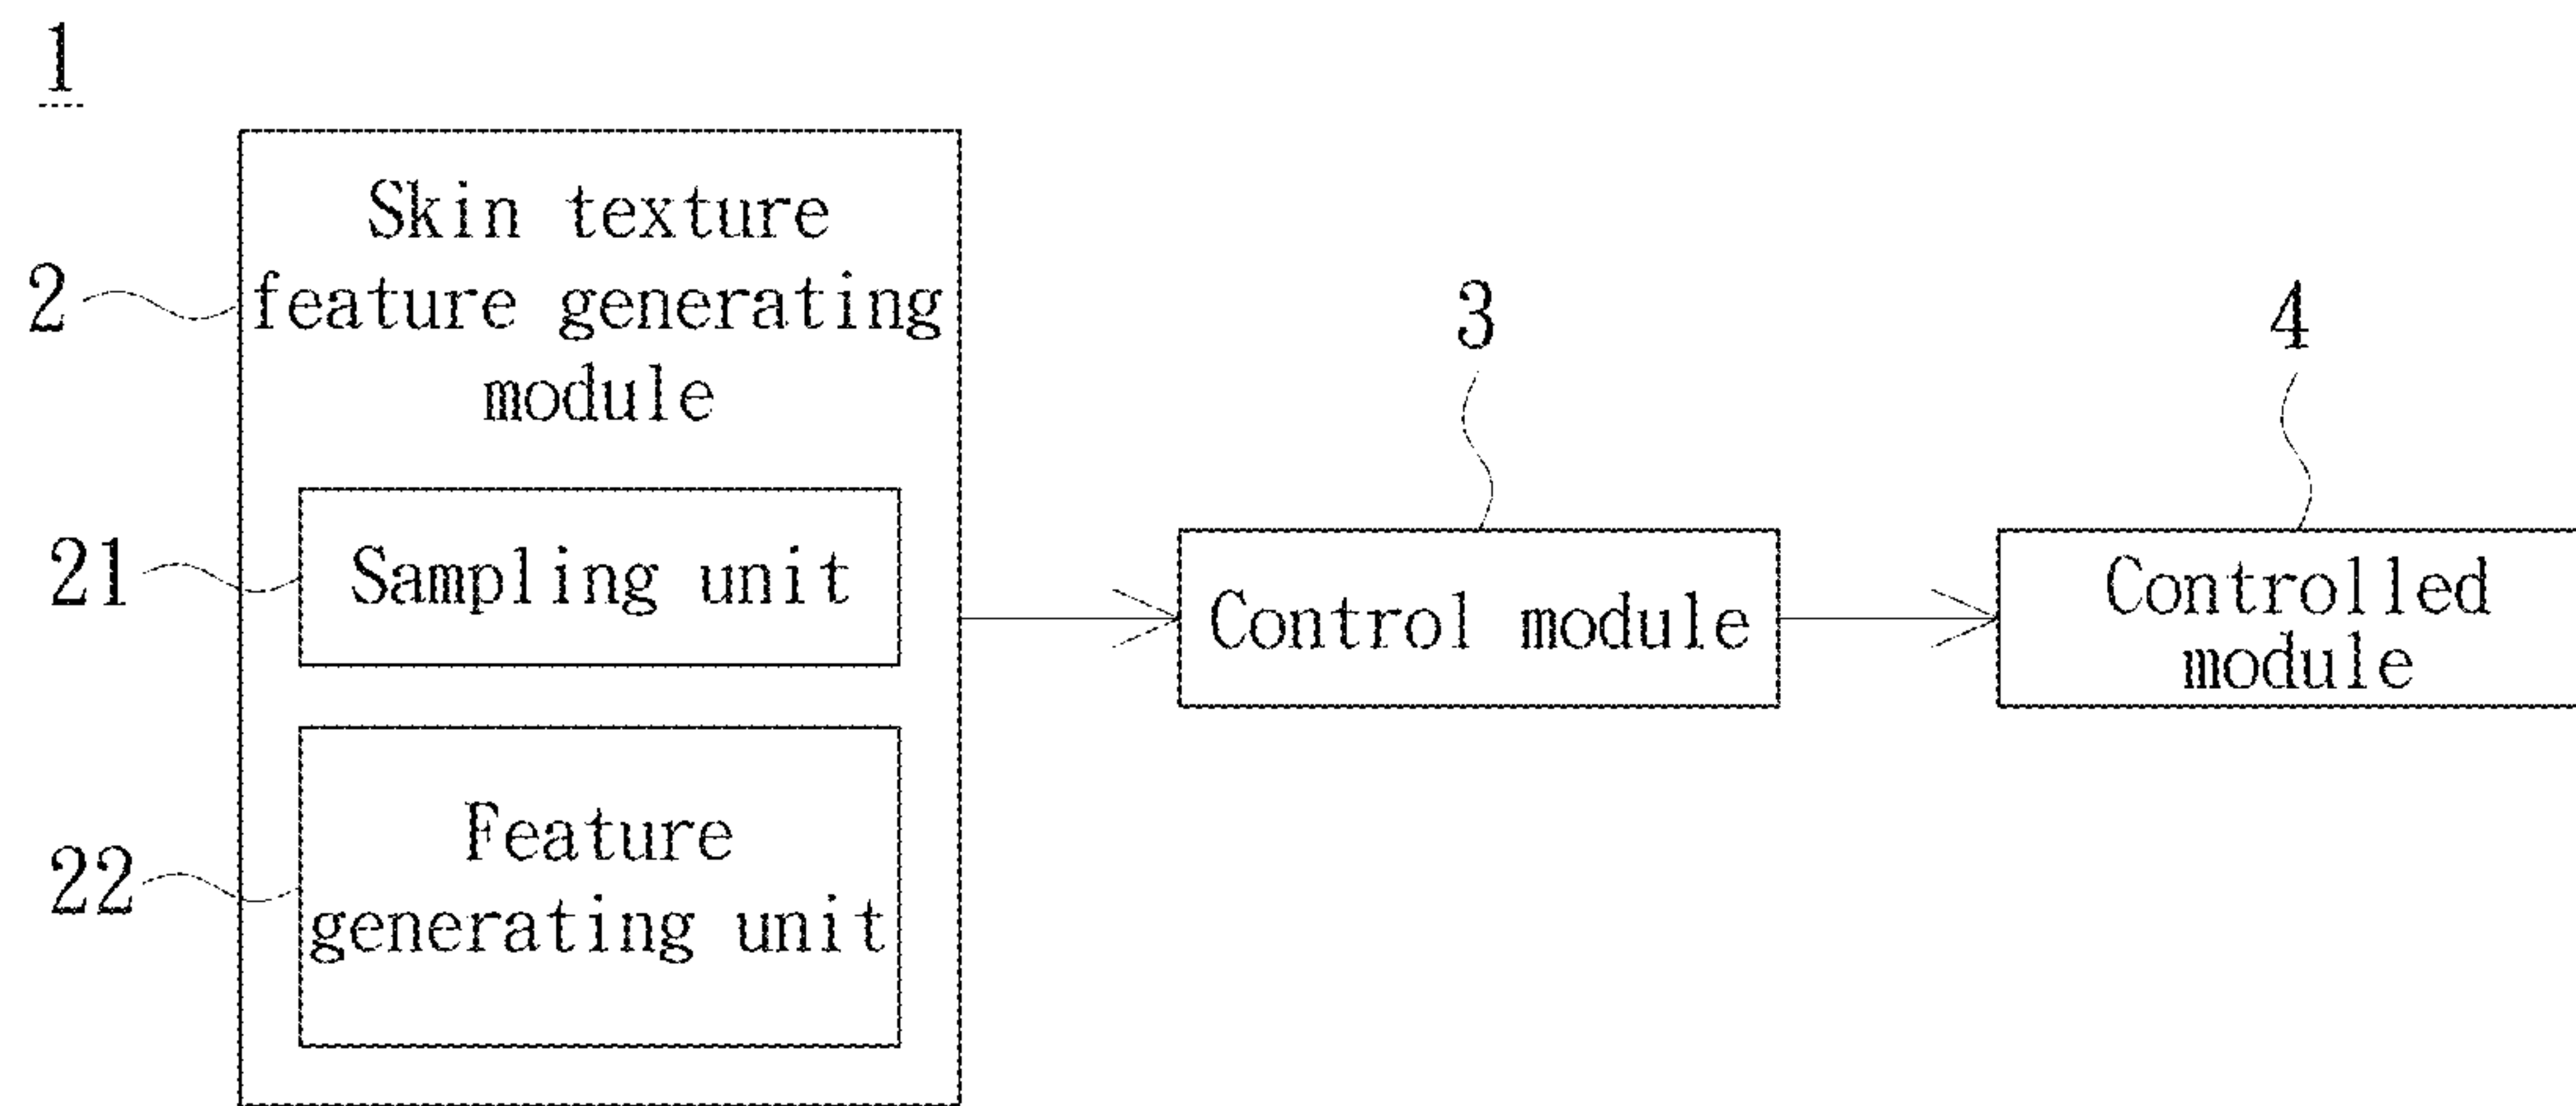 1
Skin texture
2
feature generating
module
3
4
21
Sampling unit
Control module
Controlled
module
22
Feature
generating unit